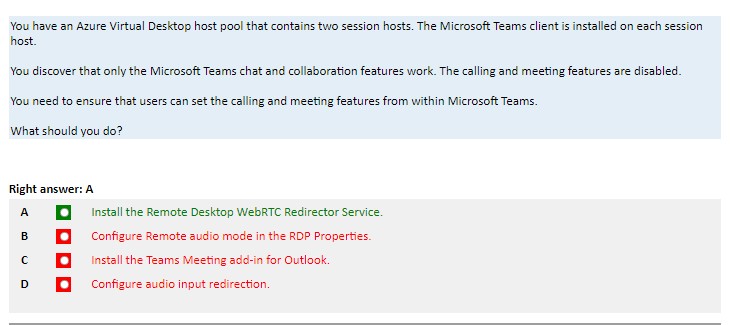 You have an Azure Virtual Desktop host pool that contains two session hosts. The Microsoft Teams client is installed on each session
host.
You discover that only the Microsoft Teams chat and collaboration features work. The calling and meeting features are disabled.
You need to ensure that users can set the calling and meeting features from within Microsoft Teams.
What should you do?
Right answer: A
A Install the Remote Desktop WebRTC Redirector Service.
B Configure Remote audio mode in the RDP Properties.
C Install the Teams Meeting add-in for Outlook.
D Configure audio input redirection.